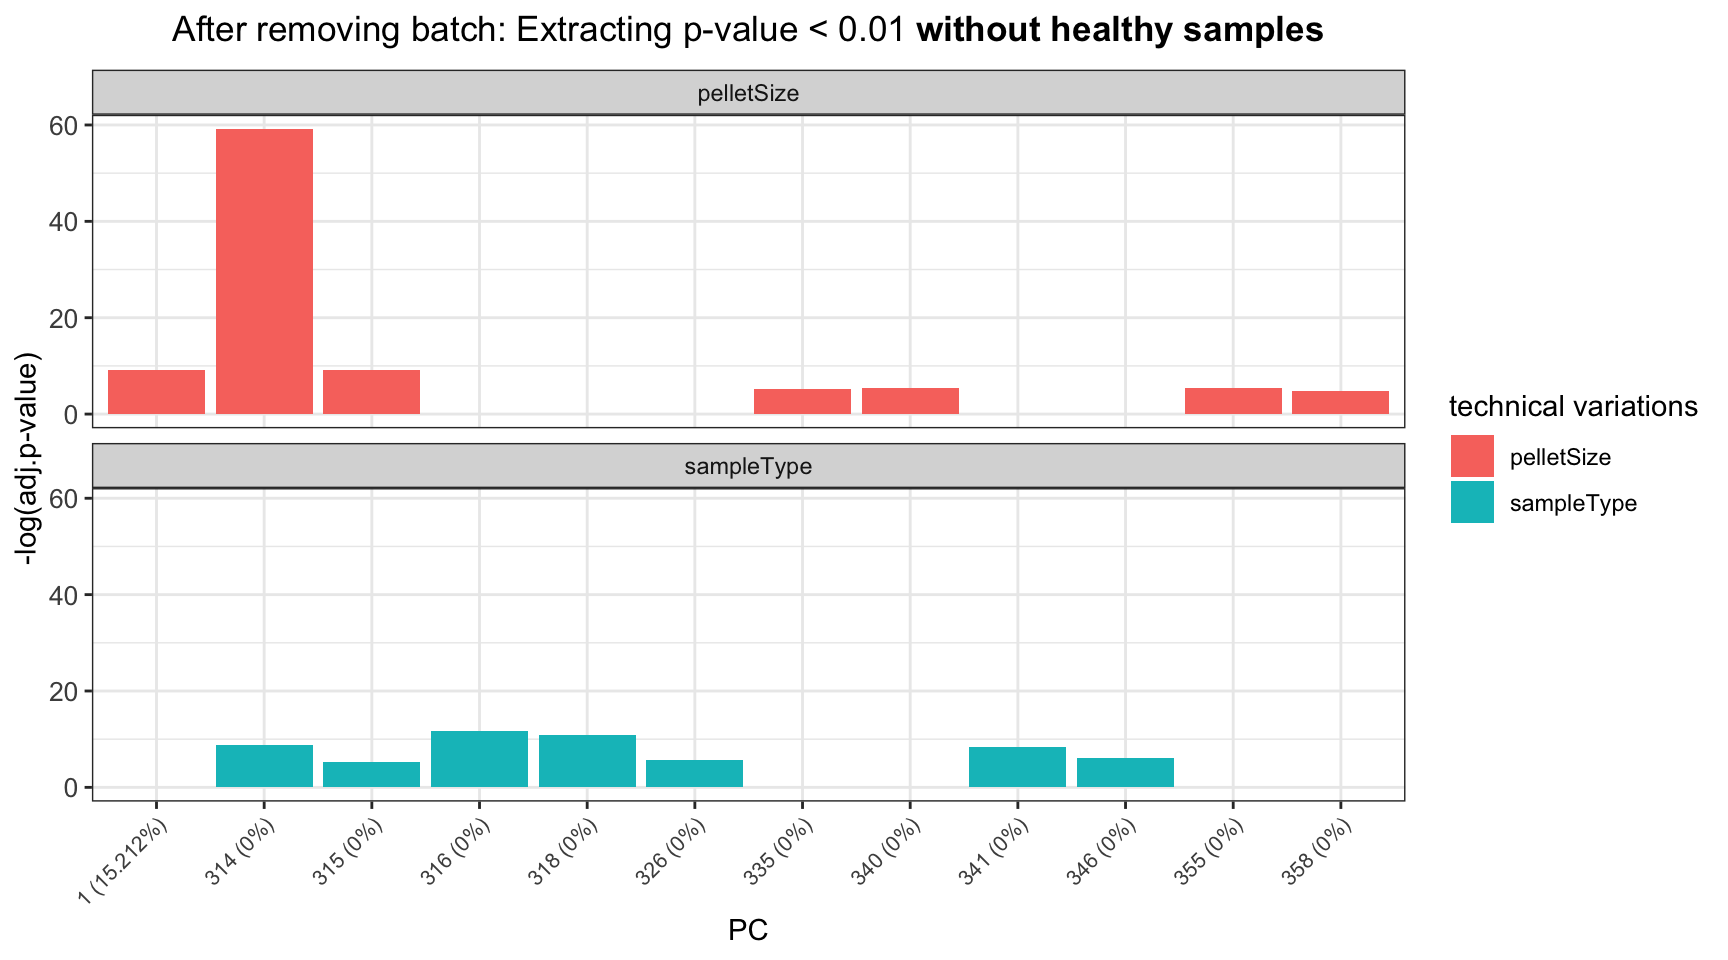 After removing batch: Extracting p-value < 0.01 without healthy samples
pelletSize
60
40
20
0
sampleType
60
40
20
0
-log(adj.p-value)
1 (15.212%)
314 (0%)
315 (0%)
316 (0%)
318 (0%)
326 (0%)
335 (0%)
340 (0%)
341 (0%)
346 (0%)
355 (0%)
358 (0%)
PC
technical variations
pelletSize
sampleType